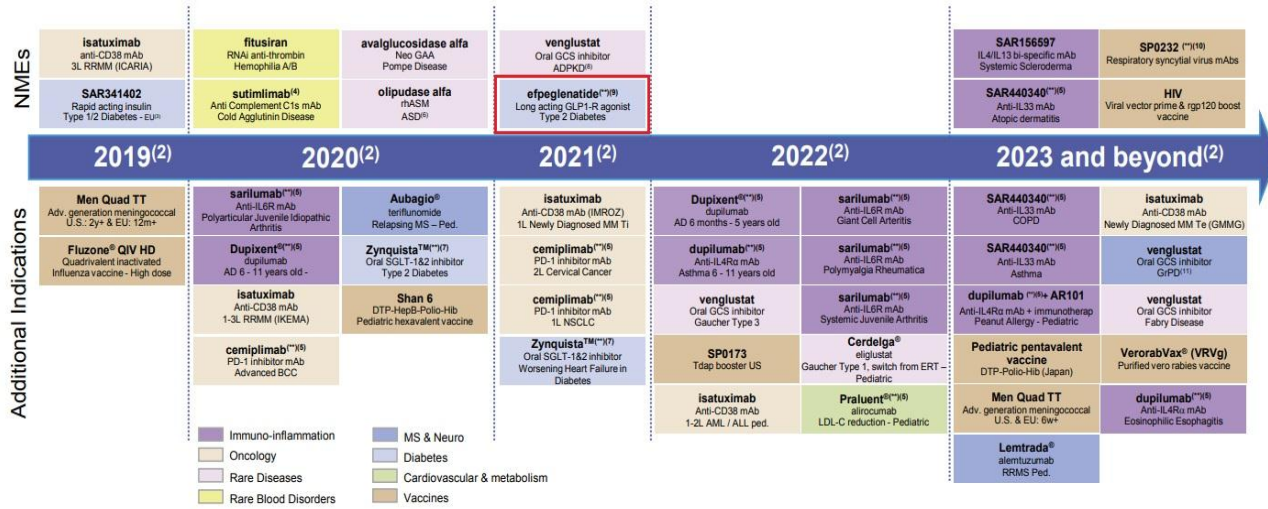 NMEs
isatuximab
anti-CD38 mAb
3L RRMM (ICARIA)
SAR341402
Rapid acting insulin
Type 1/2 Diabetes - EU(3)
fitusiran
RNAi anti-thrombin
Hemophilia A/B
sutimlimab(4)
Anti Complement C1s mAb
Cold Agglutinin Disease
avalglucosidase alfa
Neo GAA
Pompe Disease
olipudase alfa
rhASM
ASD(6)
venglustat
Oral GCS inhibitor
ADPKD(8)
efpeglenatide(**)(9)
Long acting GLP1-R agonist
Type 2 Diabetes
SAR156597
IL4/IL13 bi-specific mAb
Systemic Scleroderma
SAR440340(**)(5)
Anti-IL33 mAb
Atopic dermatitis
SP0232 (**)(10)
Respiratory syncytial virus mAbs
HIV
Viral vector prime & rgp120 boost
vaccine
2019(2)
2020(2)
2021(2)
2022(2)
2023 and beyond(2)
Additional Indications
Men Quad TT
Adv. generation meningococcal
U.S.: 2y+ & EU: 12m+
Fluzone® QIV HD
Quadrivalent inactivated
Influenza vaccine - High dose
sarilumab(**)(5)
Anti-IL6R mAb
Polyarticular Juvenile Idiopathic
Arthritis
Dupixent®(**)(5)
dupilumab
AD 6 - 11 years old -
isatuximab
Anti-CD38 mAb
1-3L RRMM (IKEMA)
cemiplimab(**)(5)
PD-1 inhibitor mAb
Advanced BCC
Aubagio®
teriflunomide
Relapsing MS – Ped.
Zynquista™(**)(7)
Oral SGLT-1&2 inhibitor
Type 2 Diabetes
Shan 6
DTP-HepB-Polio-Hib
Pediatric hexavalent vaccine
isatuximab
Anti-CD38 mAb (IMROZ)
1L Newly Diagnosed MM Ti
cemiplimab(**)(5)
PD-1 inhibitor mAb
2L Cervical Cancer
cemiplimab(**)(5)
PD-1 inhibitor mAb
1L NSCLC
Zynquista™(**)(7)
Oral SGLT-1&2 inhibitor
Worsening Heart Failure in
Diabetes
Dupixent®(**)(5)
dupilumab
AD 6 months - 5 years old
dupilumab(**)(5)
Anti-IL4Rα mAb
Asthma 6 - 11 years old
venglustat
Oral GCS inhibitor
Gaucher Type 3
SP0173
Tdap booster US
isatuximab
Anti-CD38 mAb
1-2L AML / ALL ped.
sarilumab(**)(5)
Anti-IL6R mAb
Giant Cell Arteritis
sarilumab(**)(5)
Anti-IL6R mAb
Polymyalgia Rheumatica
sarilumab(**)(5)
Anti-IL6R mAb
Systemic Juvenile Arthritis
Cerdelga®
eliglustat
Gaucher Type 1, switch from ERT –
Pediatric
Praluent®(**)(5)
alirocumab
LDL-C reduction - Pediatric
SAR440340(**)(5)
Anti-IL33 mAb
COPD
SAR440340(**)(5)
Anti-IL33 mAb
Asthma
dupilumab (**)(5)+ AR101
Anti-IL4Rα mAb + immunotherap
Peanut Allergy - Pediatric
Pediatric pentavalent
vaccine
DTP-Polio-Hib (Japan)
Men Quad TT
Adv. generation meningococcal
U.S. & EU: 6w+
Lemtrada®
alemtuzumab
RRMS Ped.
isatuximab
Anti-CD38 mAb
Newly Diagnosed MM Te (GMMG)
venglustat
Oral GCS inhibitor
GrPD(11)
venglustat
Oral GCS inhibitor
Fabry Disease
VerorabVax® (VRVg)
Purified vero rabies vaccine
dupilumab(**)(5)
Anti-IL4Rα mAb
Eosinophilic Esophagitis
Immuno-inflammation
Oncology
Rare Diseases
Rare Blood Disorders
MS & Neuro
Diabetes
Cardiovascular & metabolism
Vaccines